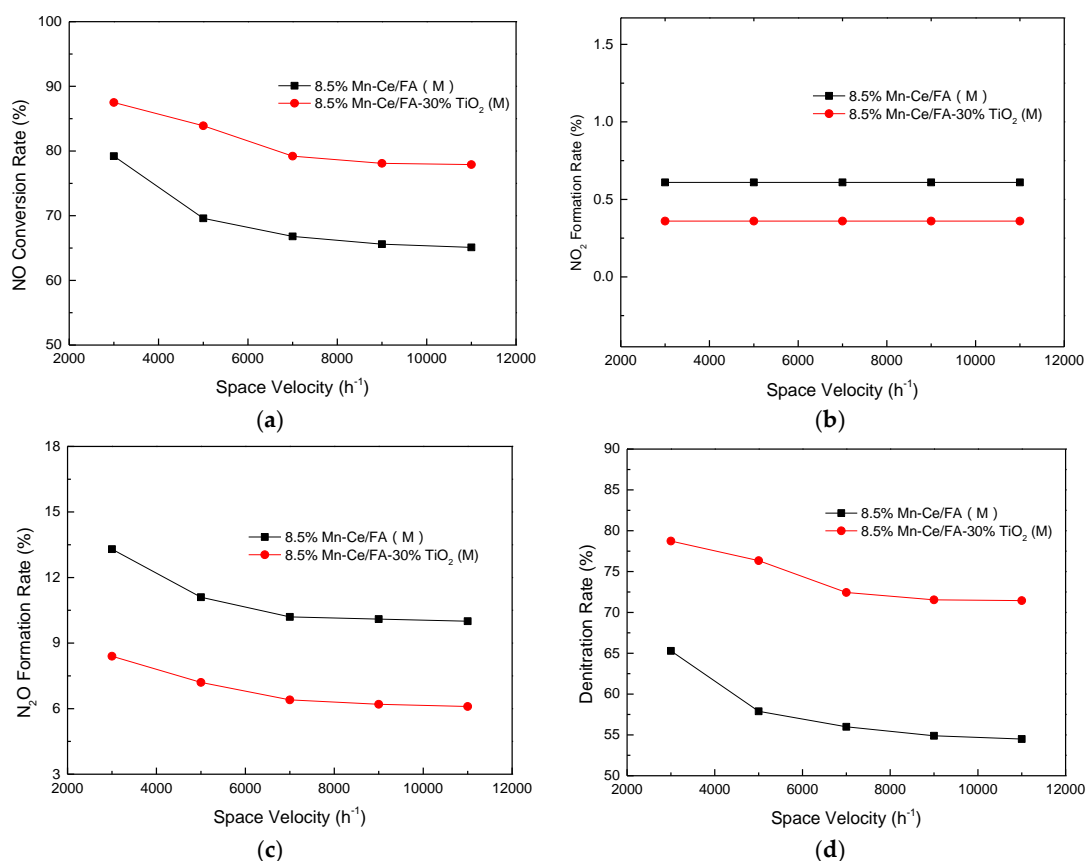 100
90
80
70
60
50
NO Conversion Rate (%)
8.5% Mn-Ce/FA ( M )
8.5% Mn-Ce/FA-30% TiO₂ (M)
2000 4000 6000 8000 10000 12000
Space Velocity (h⁻¹)
(a)
1.5
1.0
0.5
0.0
NO₂ Formation Rate (%)
8.5% Mn-Ce/FA ( M )
8.5% Mn-Ce/FA-30% TiO₂ (M)
2000 4000 6000 8000 10000 12000
Space Velocity (h⁻¹)
(b)
18
15
12
9
6
3
N₂O Formation Rate (%)
8.5% Mn-Ce/FA ( M )
8.5% Mn-Ce/FA-30% TiO₂ (M)
2000 4000 6000 8000 10000 12000
Space Velocity (h⁻¹)
(c)
90
85
80
75
70
65
60
55
50
Denitration Rate (%)
8.5% Mn-Ce/FA ( M )
8.5% Mn-Ce/FA-30% TiO₂ (M)
2000 4000 6000 8000 10000 12000
Space Velocity (h⁻¹)
(d)